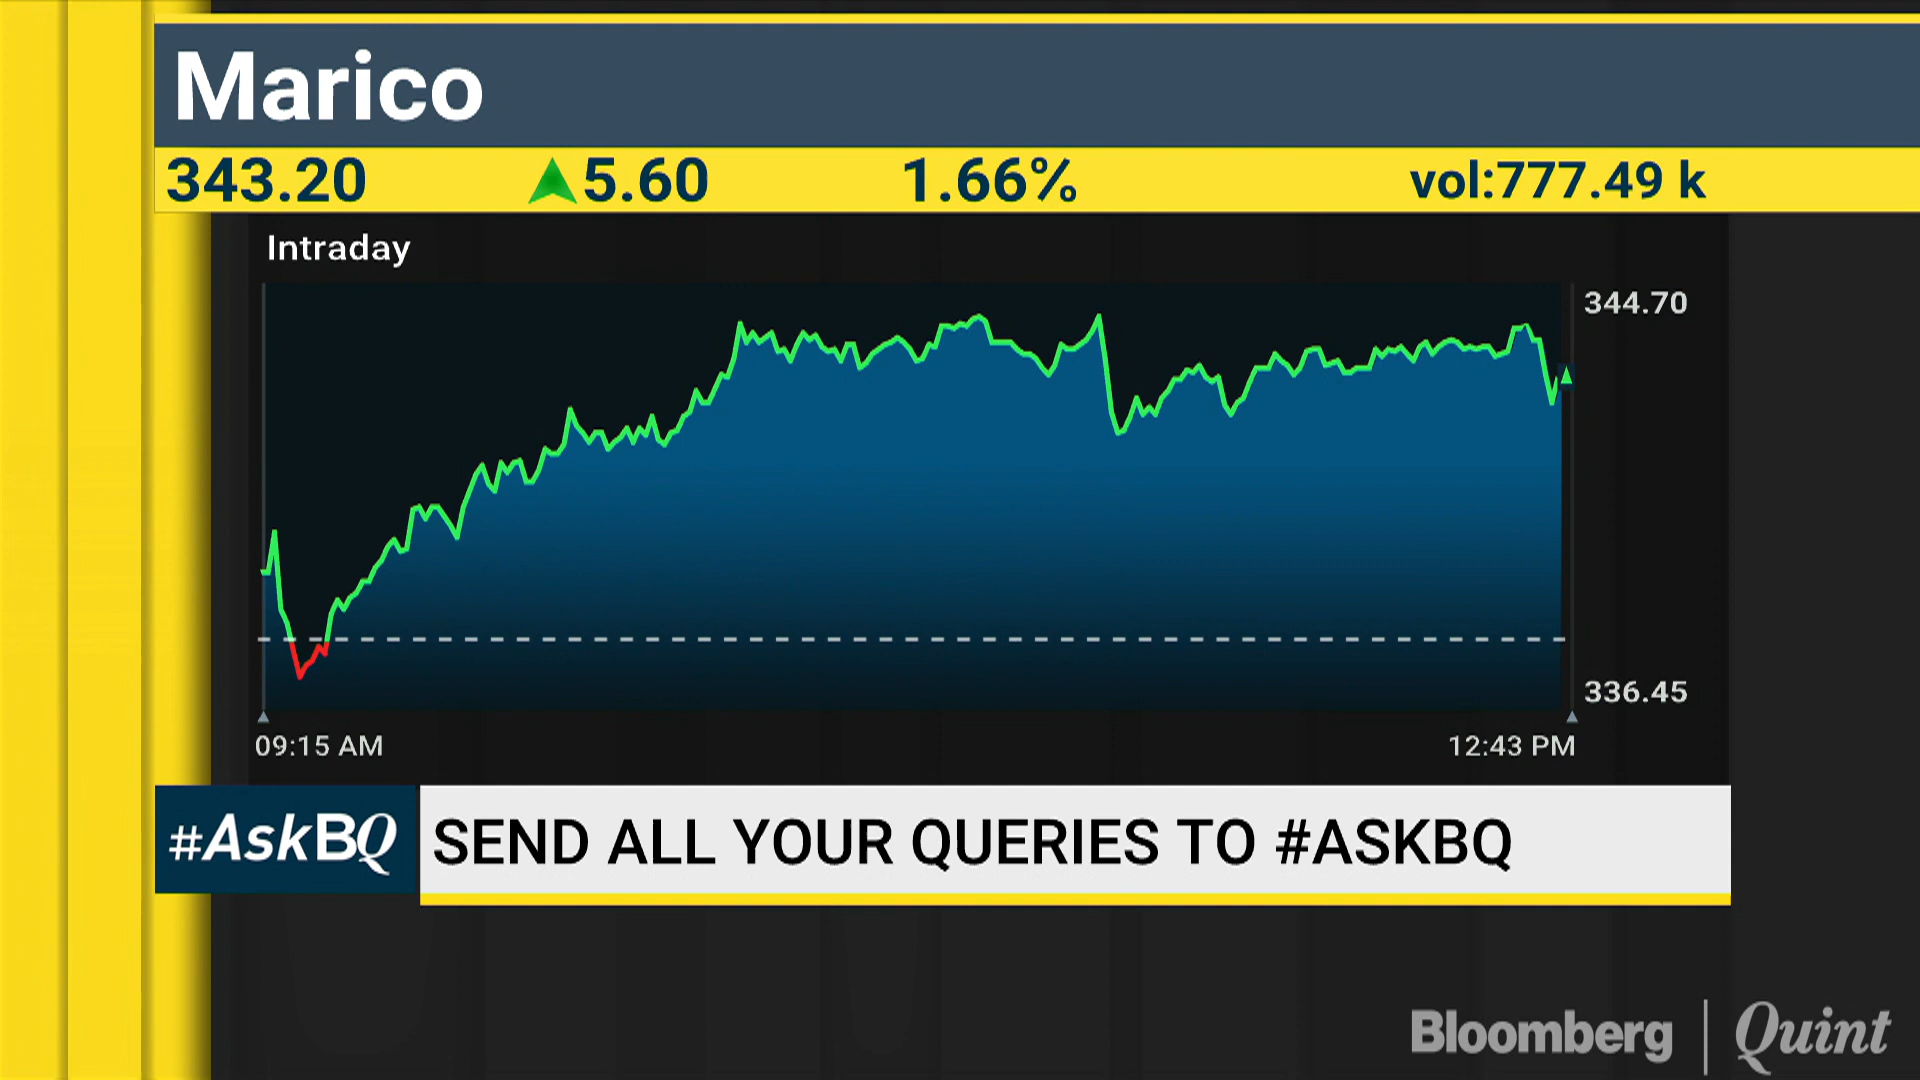 Marico
343.20 5.60 1.66% vol:777.49 k
Intraday
344.70
336.45
09:15 AM 12:43 PM
#AskBQ SEND ALL YOUR QUERIES TO #ASKBQ
Bloomberg | Quint